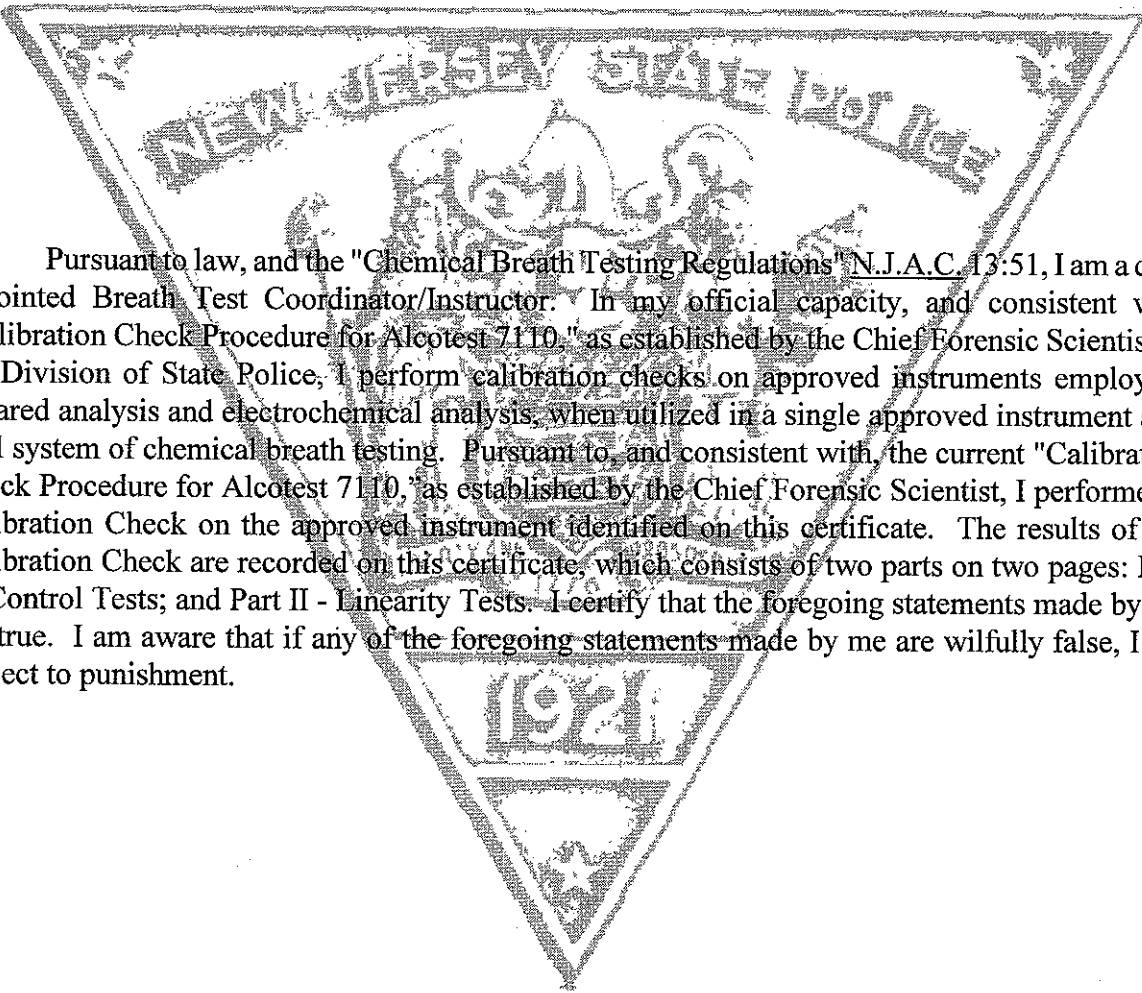 NEW JERSEY STATE POLICE
Pursuant to law, and the "Chemical Breath Testing Regulations" N.J.A.C. 13:51, I am a d
ointed Breath Test Coordinator/Instructor. In my official capacity, and consistent w
libration Check Procedure for Alcotest 7110," as established by the Chief Forensic Scientis
Division of State Police, I perform calibration checks on approved instruments employ
ared analysis and electrochemical analysis, when utilized in a single approved instrument a
l system of chemical breath testing. Pursuant to, and consistent with, the current "Calibra
ck Procedure for Alcotest 7110," as established by the Chief Forensic Scientist, I performe
ibration Check on the approved instrument identified on this certificate. The results of
ibration Check are recorded on this certificate, which consists of two parts on two pages: I
Control Tests; and Part II - Linearity Tests. I certify that the foregoing statements made by
true. I am aware that if any of the foregoing statements made by me are wilfully false, I
ect to punishment.
1921